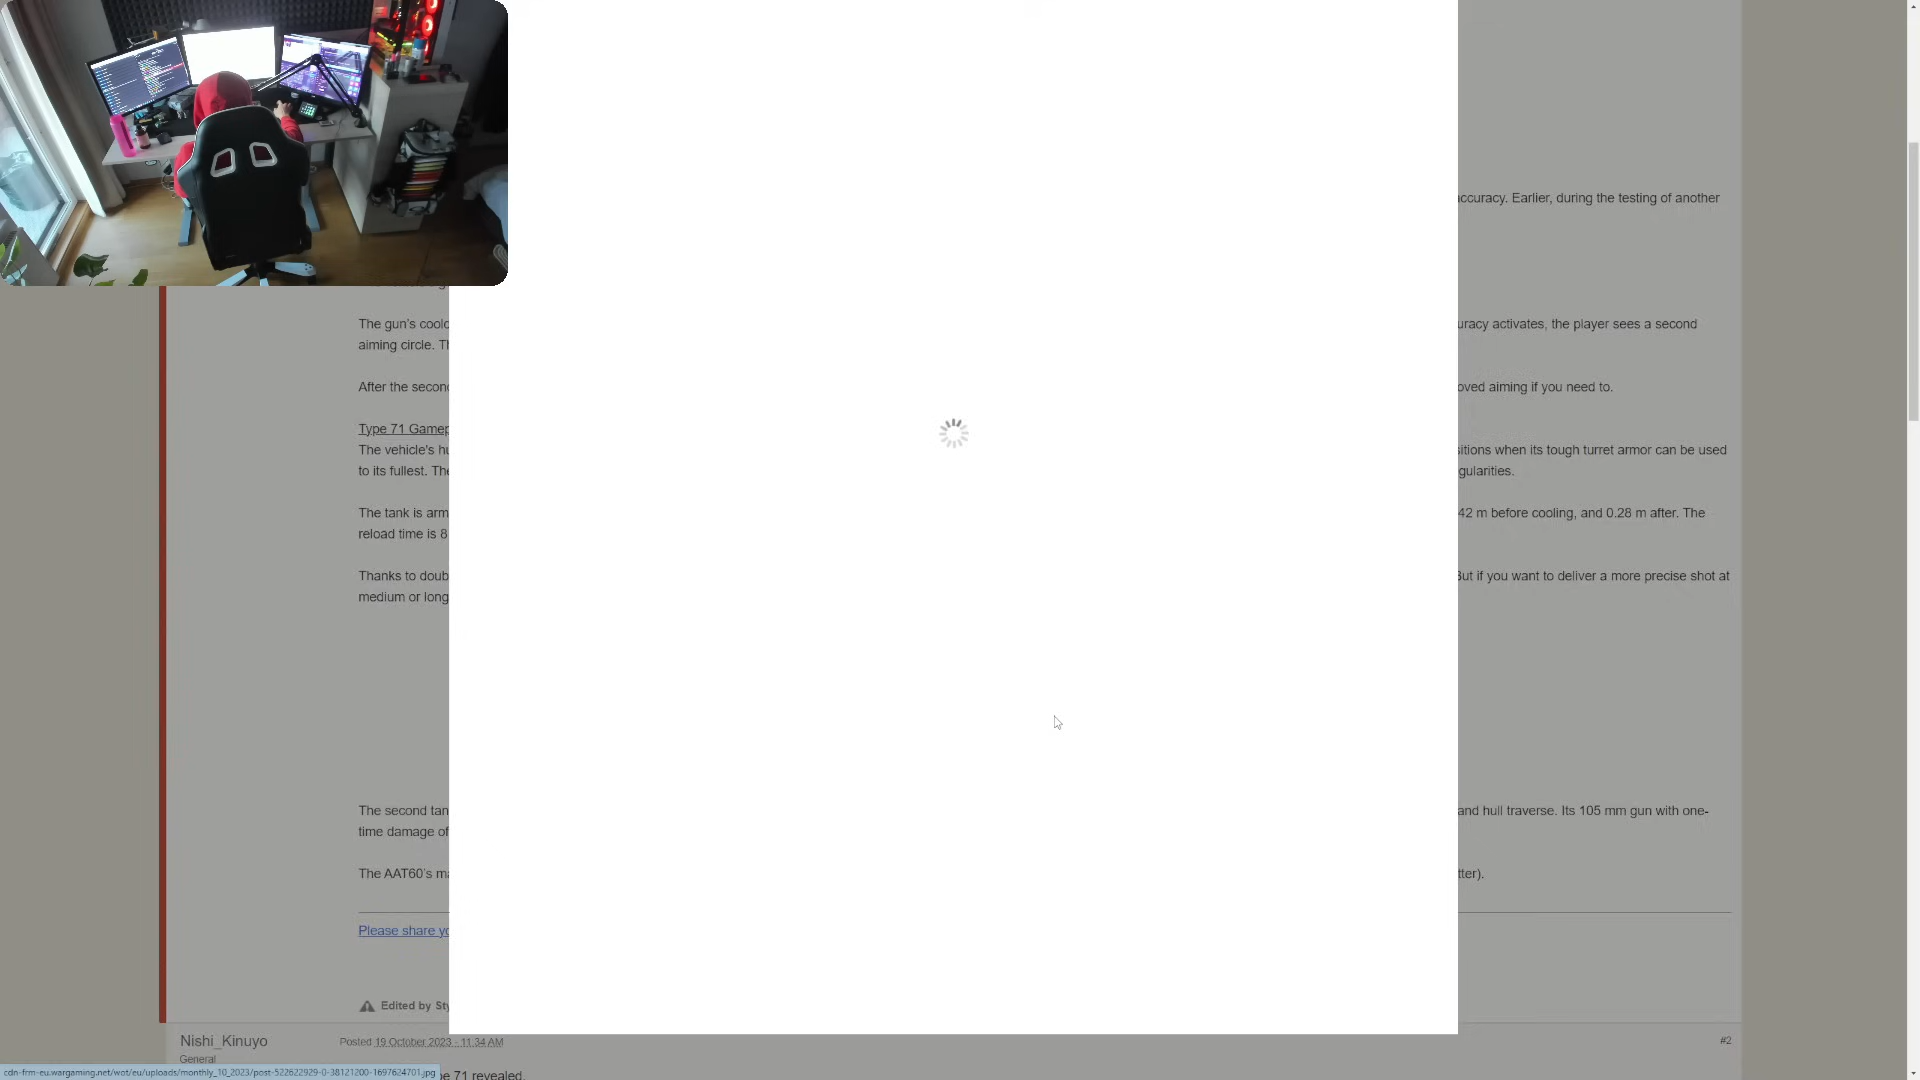 ccuracy. Earlier, during the testing of another
The gun's coold
uracy activates, the player sees a second
aiming circle. Th
After the second
oved aiming if you need to.
Type 71 Gamep
The vehicle's hu
sitions when its tough turret armor can be used
to its fullest. The
gularities.
The tank is arm
42 m before cooling, and 0.28 m after. The
reload time is 8
Thanks to doub
But if you want to deliver a more precise shot at
medium or long
The second tan
and hull traverse. Its 105 mm gun with one-
time damage of
The AAT60's ma
tter).
Please share yo
Edited by Sty
Nishi_Kinuyo
Posted 19 October 2023 - 11:34 AM
#2
General
pe 71 revealed.
cdn-frm-eu.wargaming.net/wot/eu/uploads/monthly_10_2023/post-522622929-0-38121200-1697624701.jpg